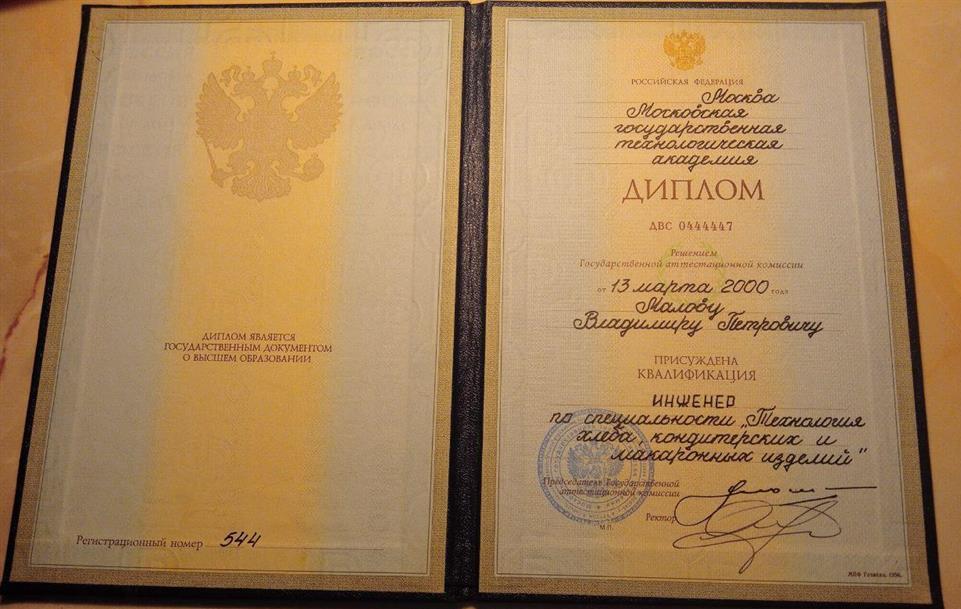 ДИПЛОМ ЯВЛЯЕТСЯ
ГОСУДАРСТВЕННЫМ ДОКУМЕНТОМ
О ВЫСШЕМ ОБРАЗОВАНИИ
Регистрационный номер 544
РОССИЙСКАЯ ФЕДЕРАЦИЯ
Москва
Московская
государственная
технологическая
академия
ДИПЛОМ
ДВС 0444447
Решением
Государственной аттестационной комиссии
от 13 марта 2000 года
Малову
Владимиру Петровичу
ПРИСУЖДЕНА
КВАЛИФИКАЦИЯ
ИНЖЕНЕР
по специальности „Технология
хлеба кондитерских и
макаронных изделий"
Председатель Государственной
аттестационной комиссии
Ректор
М.П.